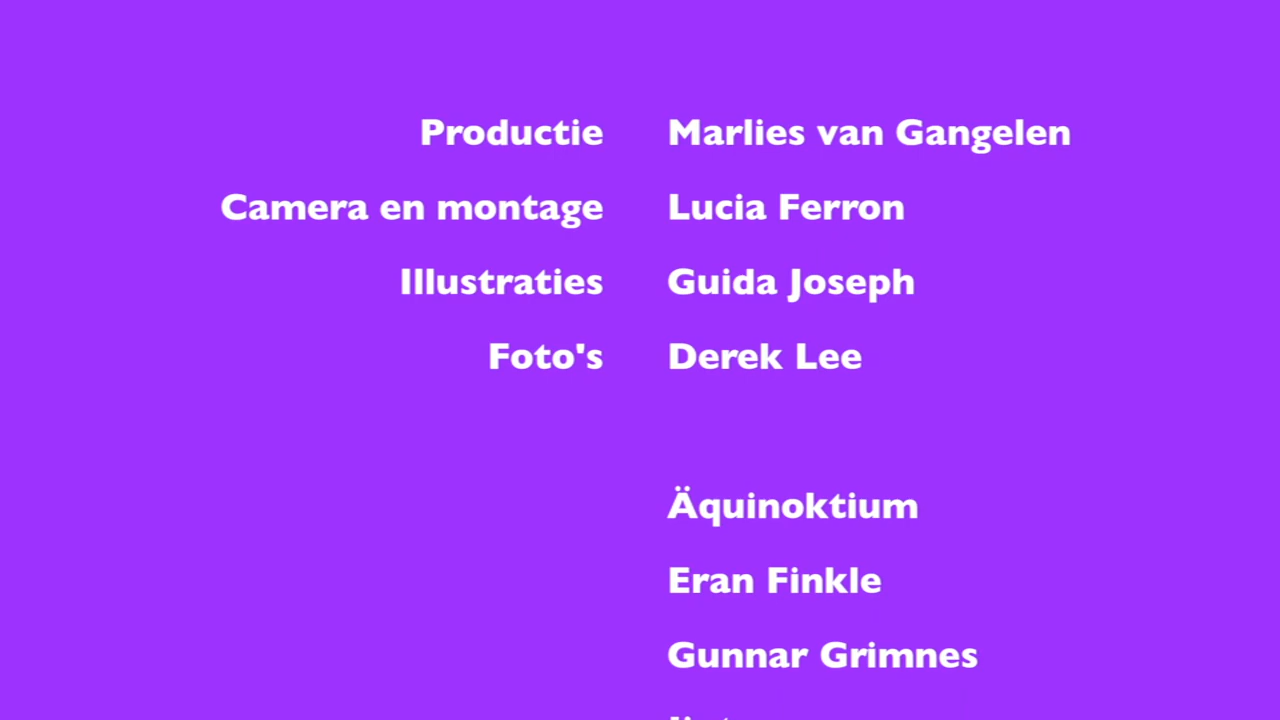 Productie Marlies van Gangelen
Camera en montage Lucia Ferron
Illustraties Guida Joseph
Foto's Derek Lee
Äquinoktium
Eran Finkle
Gunnar Grimnes